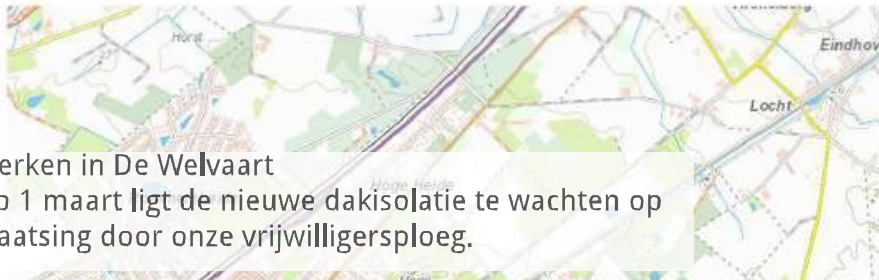 Horst
Eindhov
Locht
erken in De Welvaart
Hoge Heide
1 maart ligt de nieuwe dakisolatie te wachten op
aatsing door onze vrijwilligersploeg.